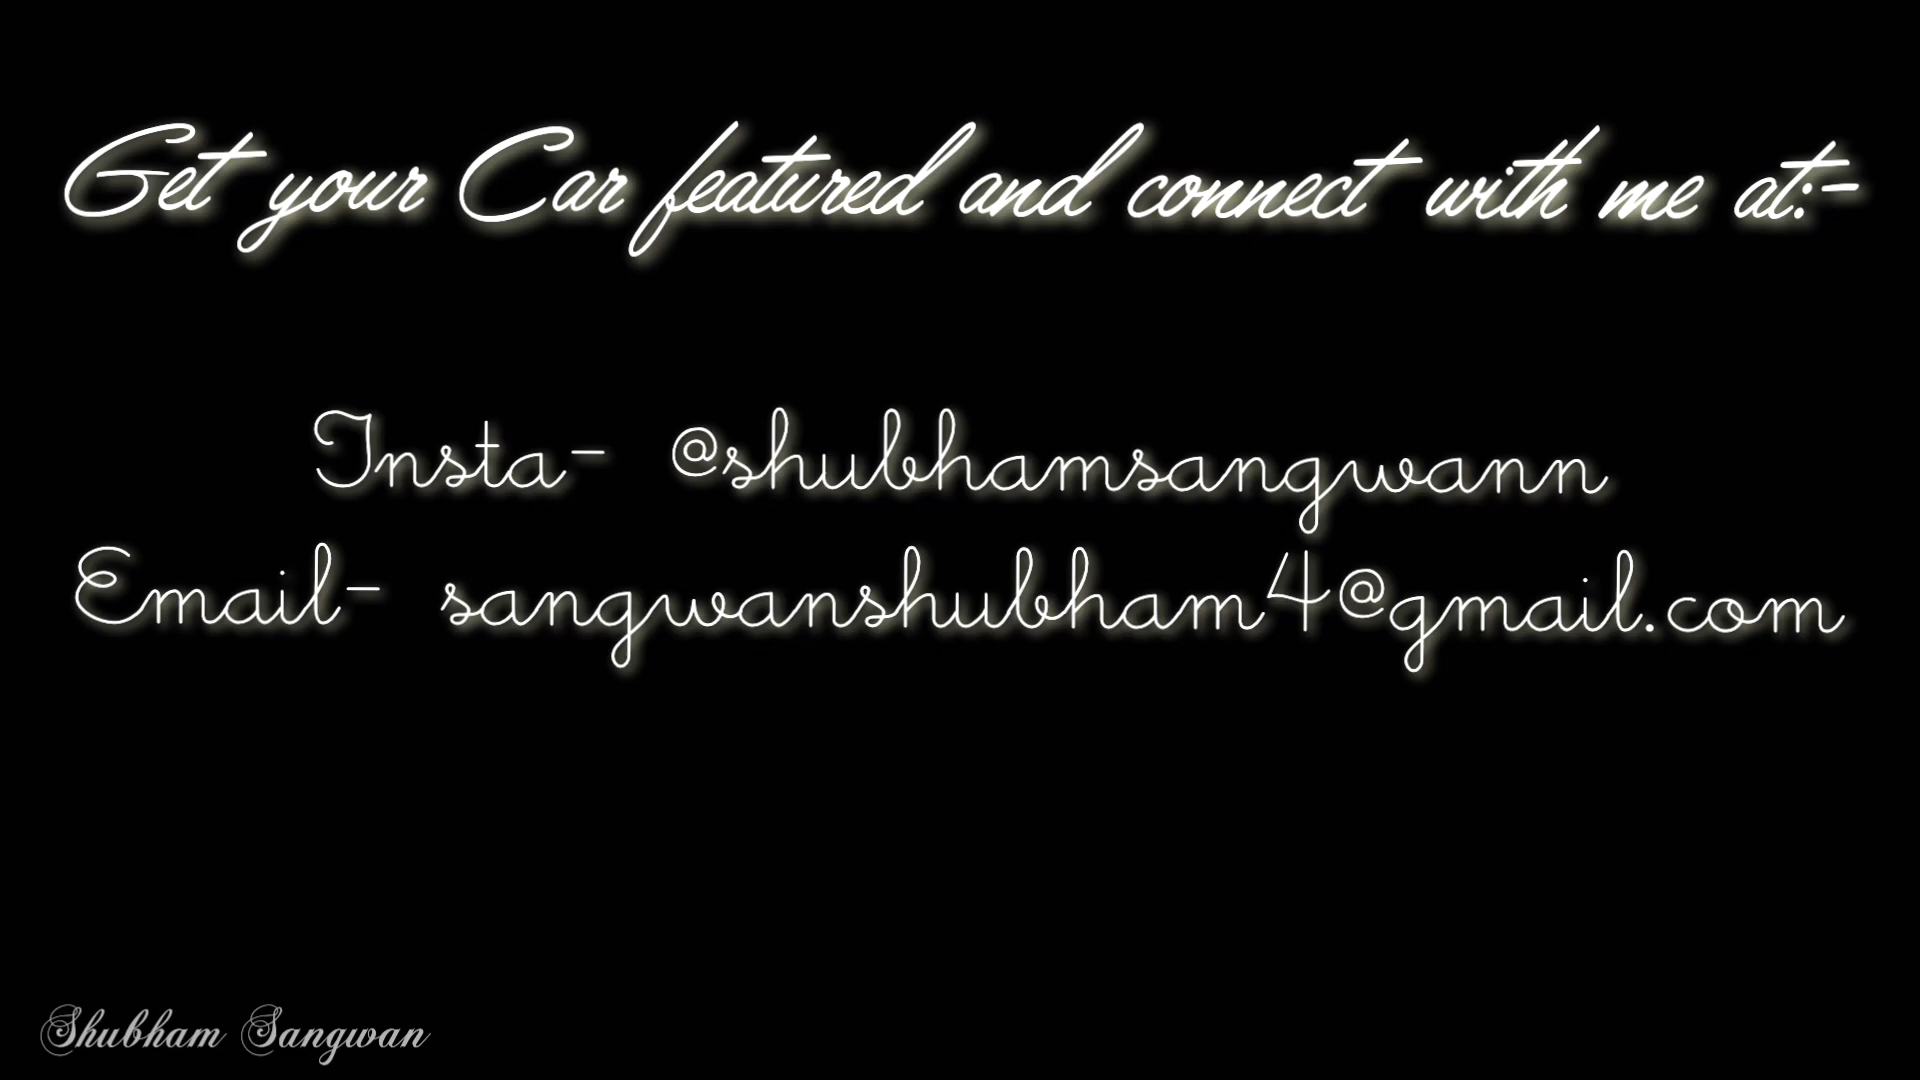 Get your Car featured and connect with me at:-
Insta- @shubhamsangwann
Email- sangwanshubham4@gmail.com
Shubham Sangwan